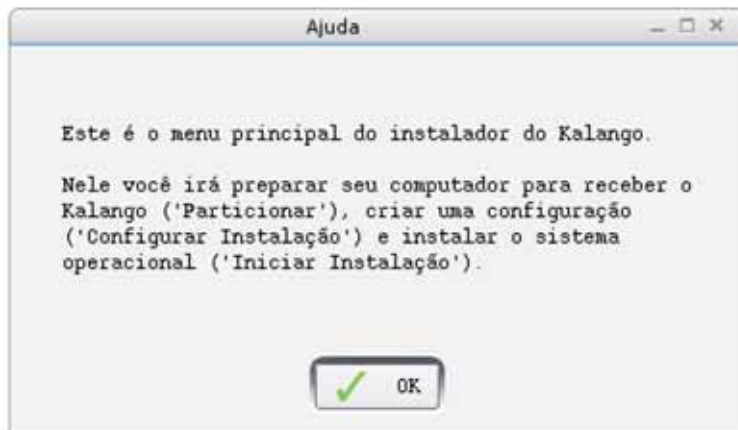 Ajuda
Este é o menu principal do instalador do Kalango.
Nele você irá preparar seu computador para receber o
Kalango ('Particionar'), criar uma configuração
('Configurar Instalação') e instalar o sistema
operacional ('Iniciar Instalação').
OK